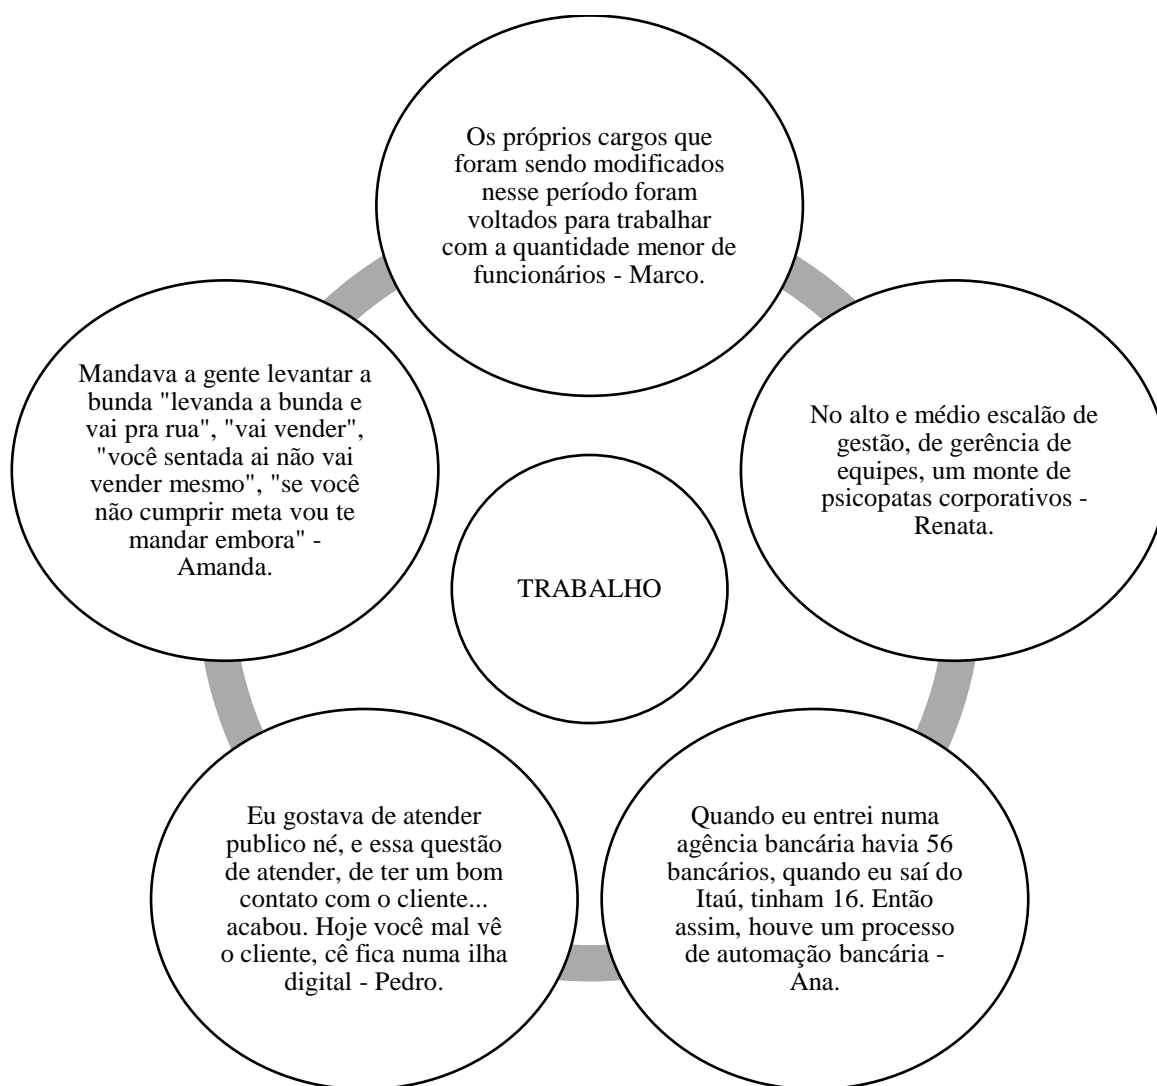 Os próprios cargos que
foram sendo modificados
nesse período foram
voltados para trabalhar
com a quantidade menor de
funcionários - Marco.
No alto e médio escalão de
gestão, de gerência de
equipes, um monte de
psicopatas corporativos -
Renata.
Quando eu entrei numa
agência bancária havia 56
bancários, quando eu saí do
Itaú, tinham 16. Então
assim, houve um processo
de automação bancária -
Ana.
Eu gostava de atender
publico né, e essa questão
de atender, de ter um bom
contato com o cliente...
acabou. Hoje você mal vê
o cliente, cê fica numa ilha
digital - Pedro.
Mandava a gente levantar a
bunda "levanda a bunda e
vai pra rua", "vai vender",
"você sentada ai não vai
vender mesmo", "se você
não cumprir meta vou te
mandar embora" -
Amanda.
TRABALHO